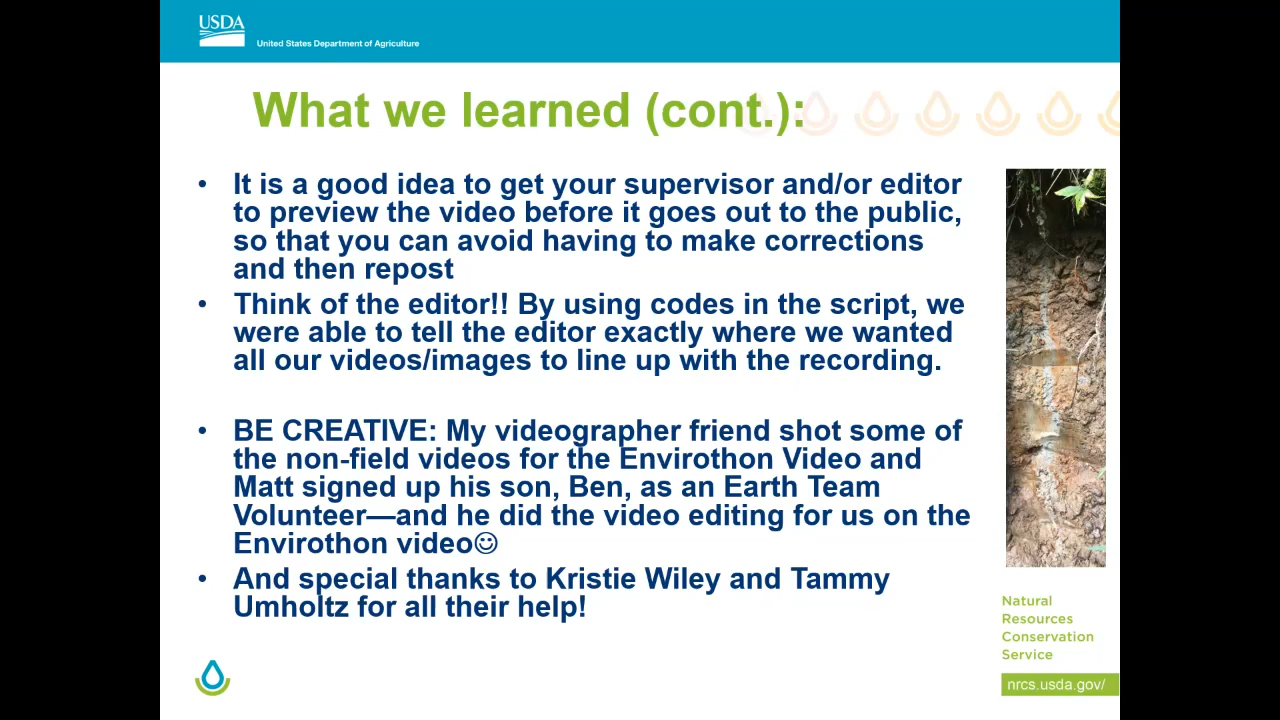 USDA
United States Department of Agriculture
What we learned (cont.):
• It is a good idea to get your supervisor and/or editor
to preview the video before it goes out to the public,
so that you can avoid having to make corrections
and then repost
• Think of the editor!! By using codes in the script, we
were able to tell the editor exactly where we wanted
all our videos/images to line up with the recording.
• BE CREATIVE: My videographer friend shot some of
the non-field videos for the Envirothon Video and
Matt signed up his son, Ben, as an Earth Team
Volunteer—and he did the video editing for us on the
Envirothon video☺
• And special thanks to Kristie Wiley and Tammy
Umholtz for all their help!
Natural
Resources
Conservation
Service
nrcs.usda.gov/